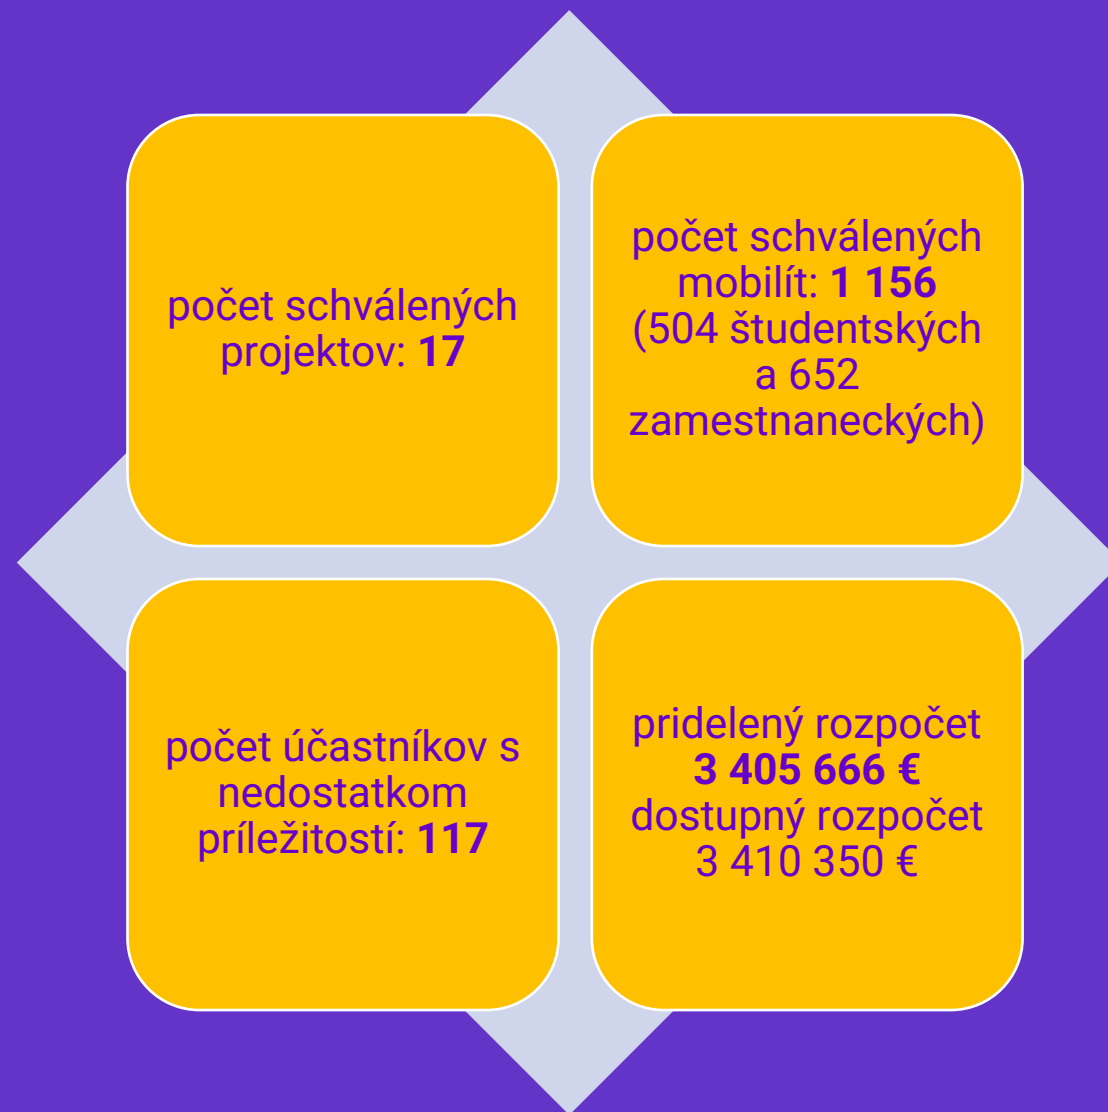 počet schválených
projektov: 17
počet schválených
mobilít: 1 156
(504 študentských
a 652
zamestnaneckých)
počet účastníkov s
nedostatkom
príležitostí: 117
pridelený rozpočet
3 405 666 €
dostupný rozpočet
3 410 350 €